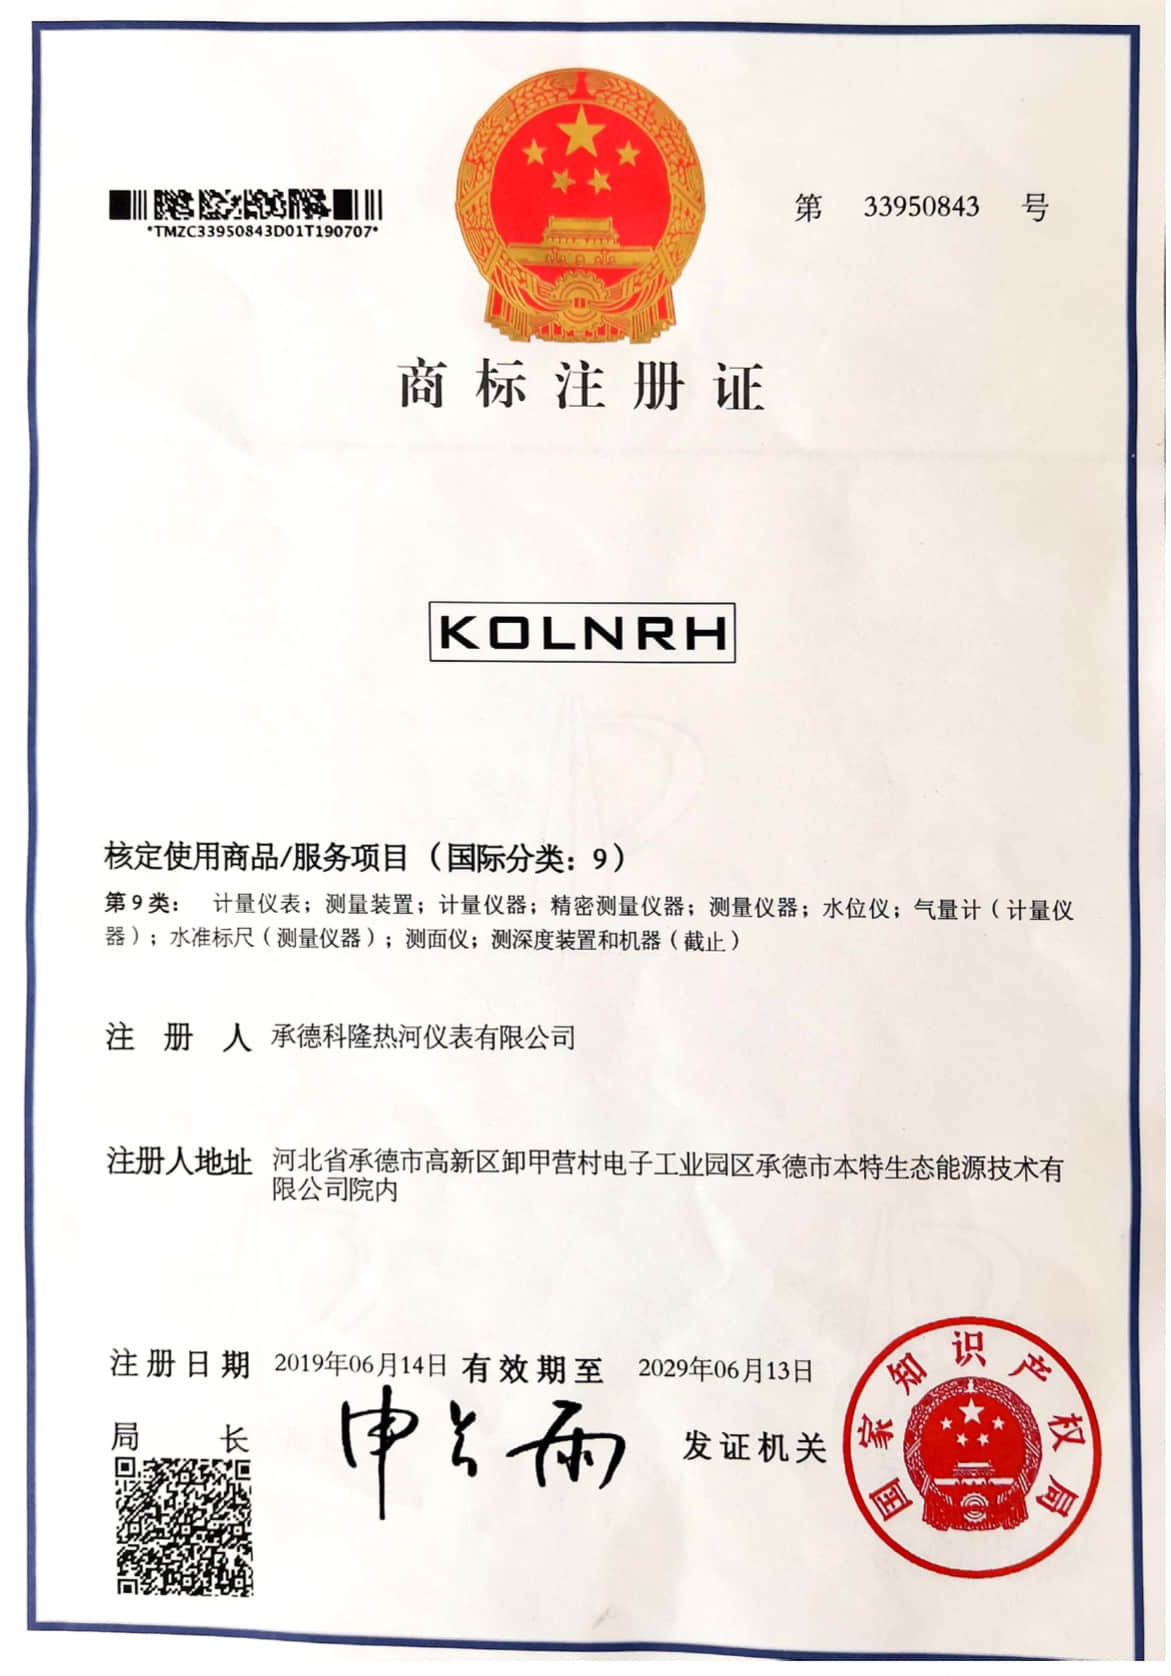 *TMZC33950843D01T190707*
第 33950843 号
商标注册证
KOLNRH
核定使用商品/服务项目（国际分类：9）
第9类： 计量仪表；测量装置；计量仪器；精密测量仪器；测量仪器；水位仪；气量计（计量仪
器）；水准标尺（测量仪器）；测面仪；测深度装置和机器（截止）
注册人 承德科隆热河仪表有限公司
注册人地址 河北省承德市高新区卸甲营村电子工业园区承德市本特生态能源技术有
限公司院内
注册日期 2019年06月14日 有效期至 2029年06月13日
局长 申长雨 发证机关
国家知识产权局